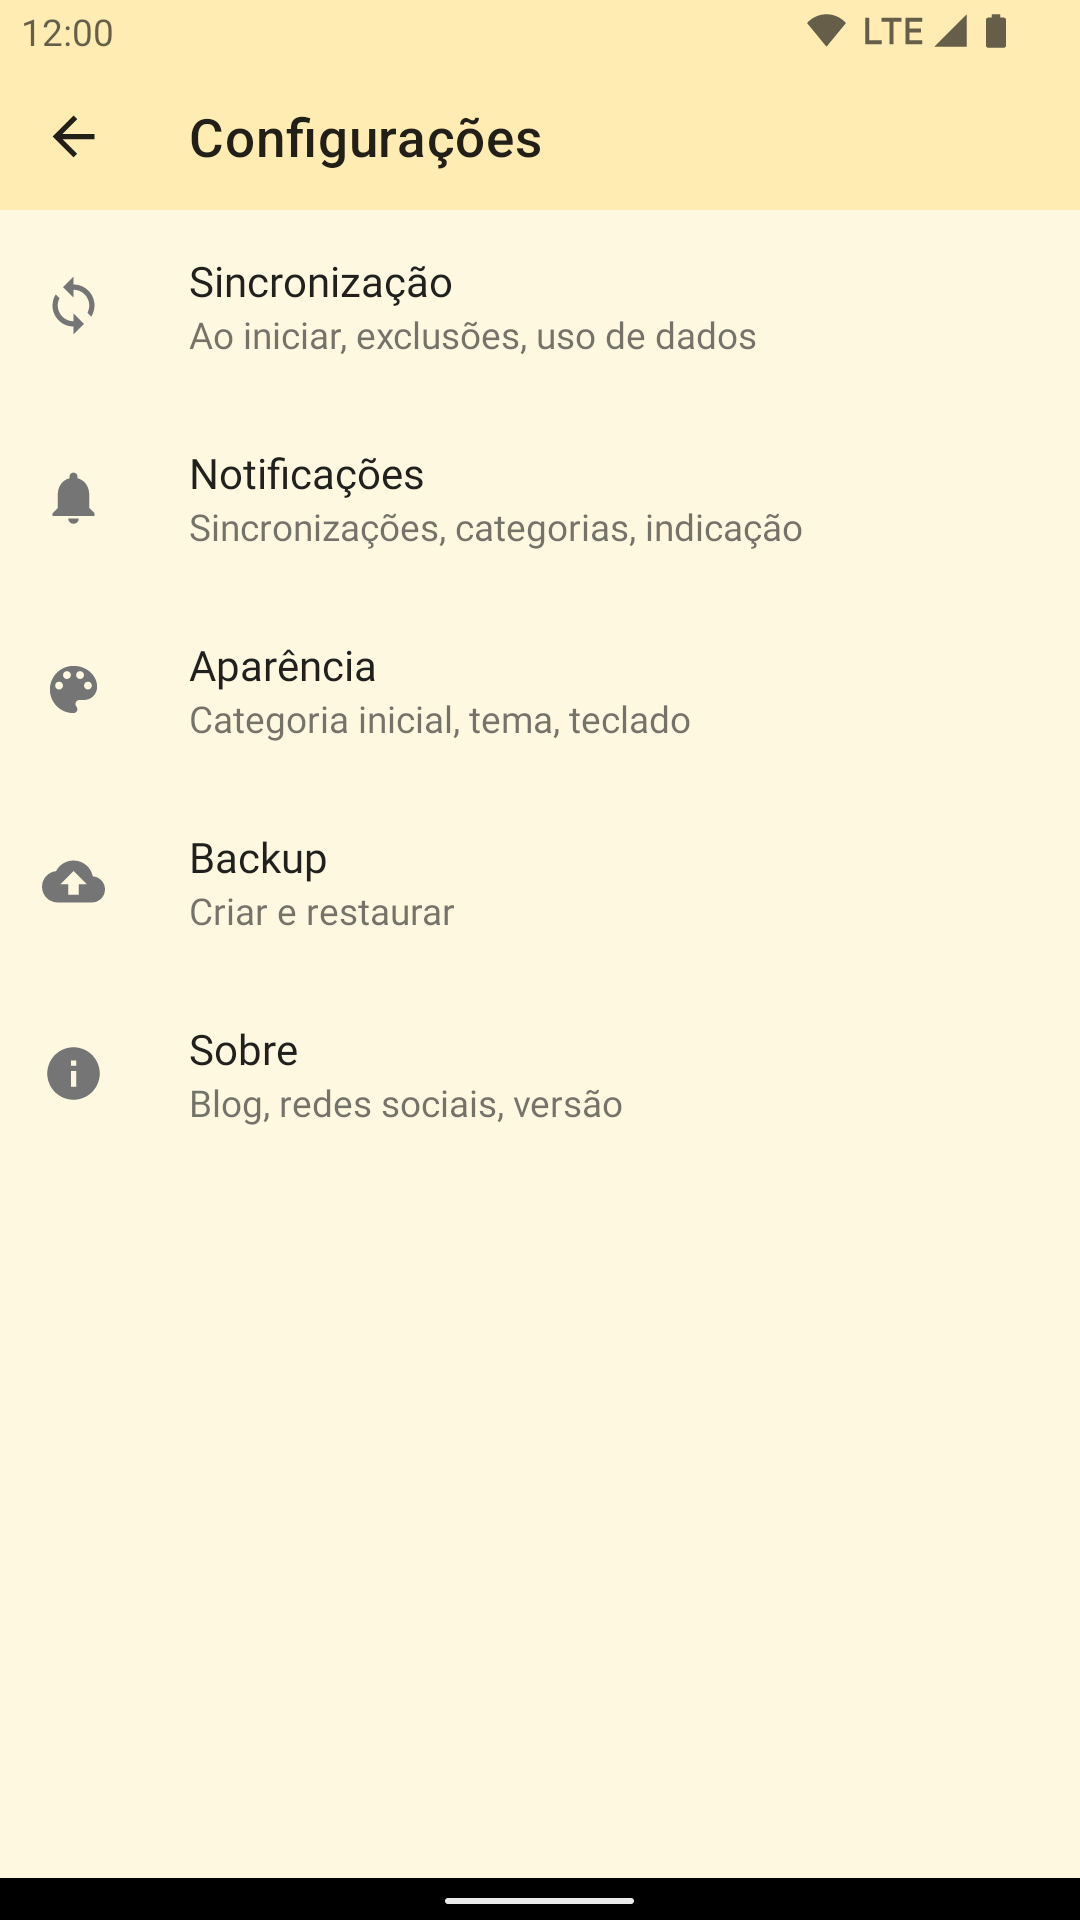 12:00 LTE
Configurações
Sincronização
Ao iniciar, exclusões, uso de dados
Notificações
Sincronizações, categorias, indicação
Aparência
Categoria inicial, tema, teclado
Backup
Criar e restaurar
Sobre
Blog, redes sociais, versão